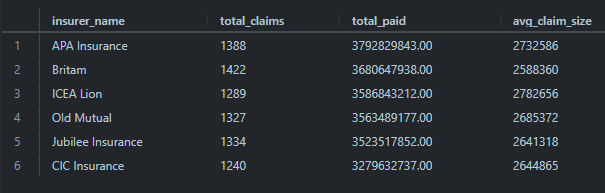 insurer_name total_claims total_paid avg_claim_size
1 APA Insurance 1388 3792829843.00 2732586
2 Britam 1422 3680647938.00 2588360
3 ICEA Lion 1289 3586843212.00 2782656
4 Old Mutual 1327 3563489177.00 2685372
5 Jubilee Insurance 1334 3523517852.00 2641318
6 CIC Insurance 1240 3279632737.00 2644865